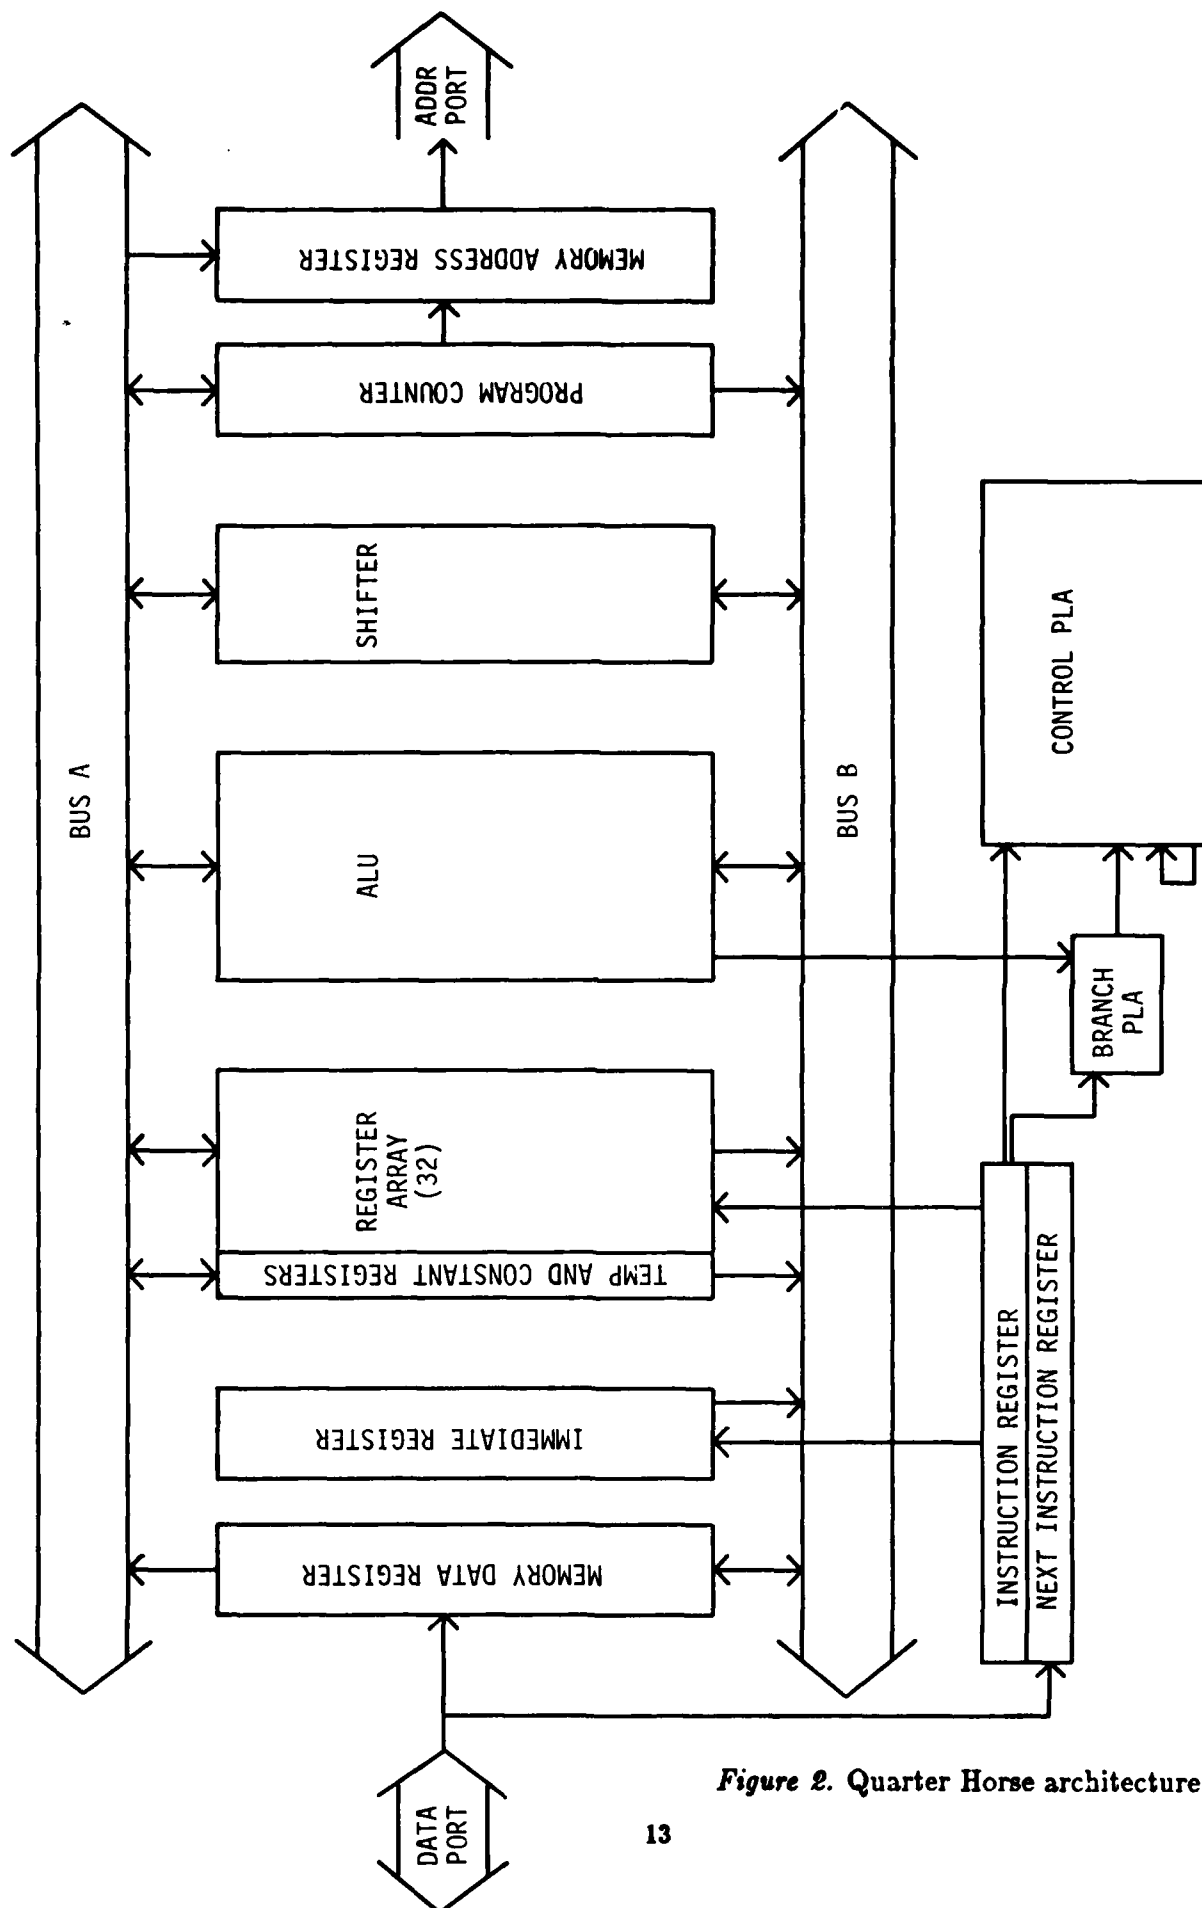 BUS A
DATA
PORT
MEMORY DATA REGISTER
IMMEDIATE REGISTER
TEMP AND CONSTANT REGISTERS
REGISTER
ARRAY
(32)
ALU
SHIFTER
PROGRAM COUNTER
MEMORY ADDRESS REGISTER
ADDR
PORT
BUS B
INSTRUCTION REGISTER
NEXT INSTRUCTION REGISTER
BRANCH
PLA
CONTROL PLA
Figure 2. Quarter Horse architecture
13